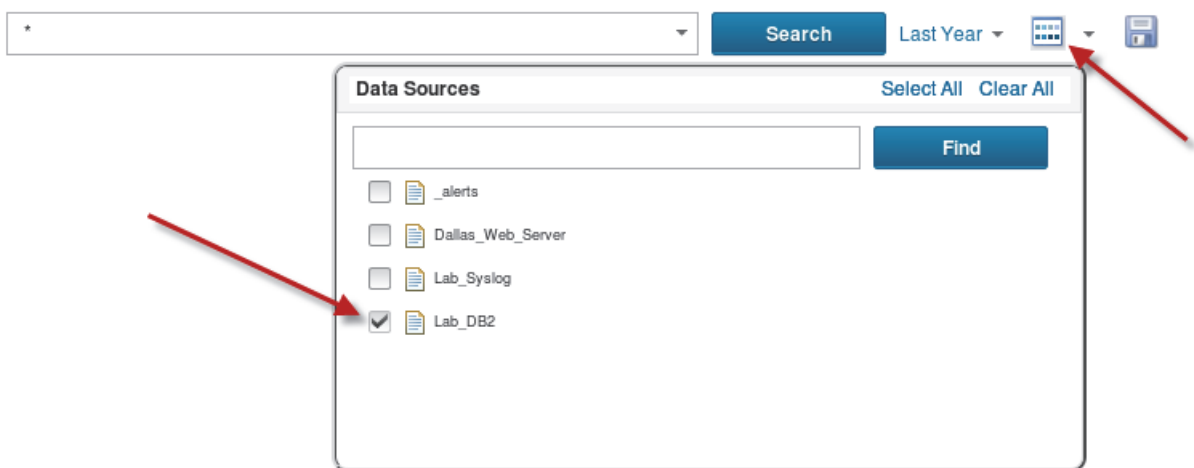 * Search Last Year
Data Sources Select All Clear All
Find
_alerts
Dallas_Web_Server
Lab_Syslog
Lab_DB2